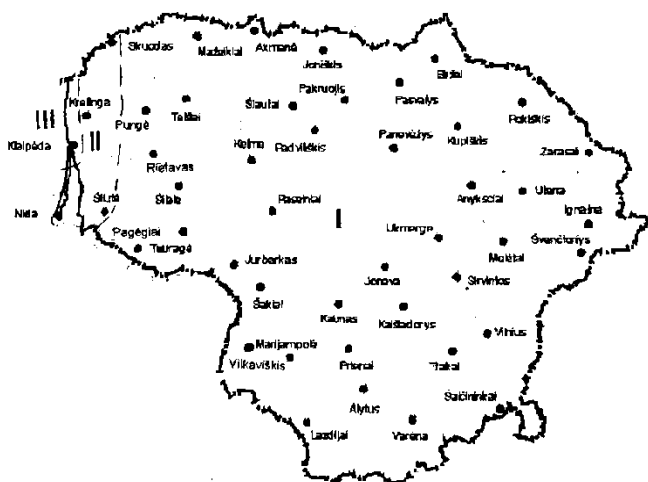 Skuodas
Mažeikiai
Axmanė
Joniškis
Biržai
Kretinga
Telšiai
Šiauliai
Pakruojis
Pasvalys
Rokiškis
III
Plungė
II
Klaipėda
Rietavas
Kelmė
Radviliškis
Panevėžys
Kupiškis
Zarasai
Šilutė
Šilalė
Raseiniai
I
Anykščiai
Utena
Ignalina
Nida
Pagėgiai
Tauragė
Ukmergė
Molėtai
Švenčionys
Jurbarkas
Jonava
Širvintos
Šakiai
Kaunas
Kaišiadorys
Vilnius
Marijampolė
Vilkaviškis
Prienai
Trakai
Alytus
Šalčininkai
Lazdijai
Varėna